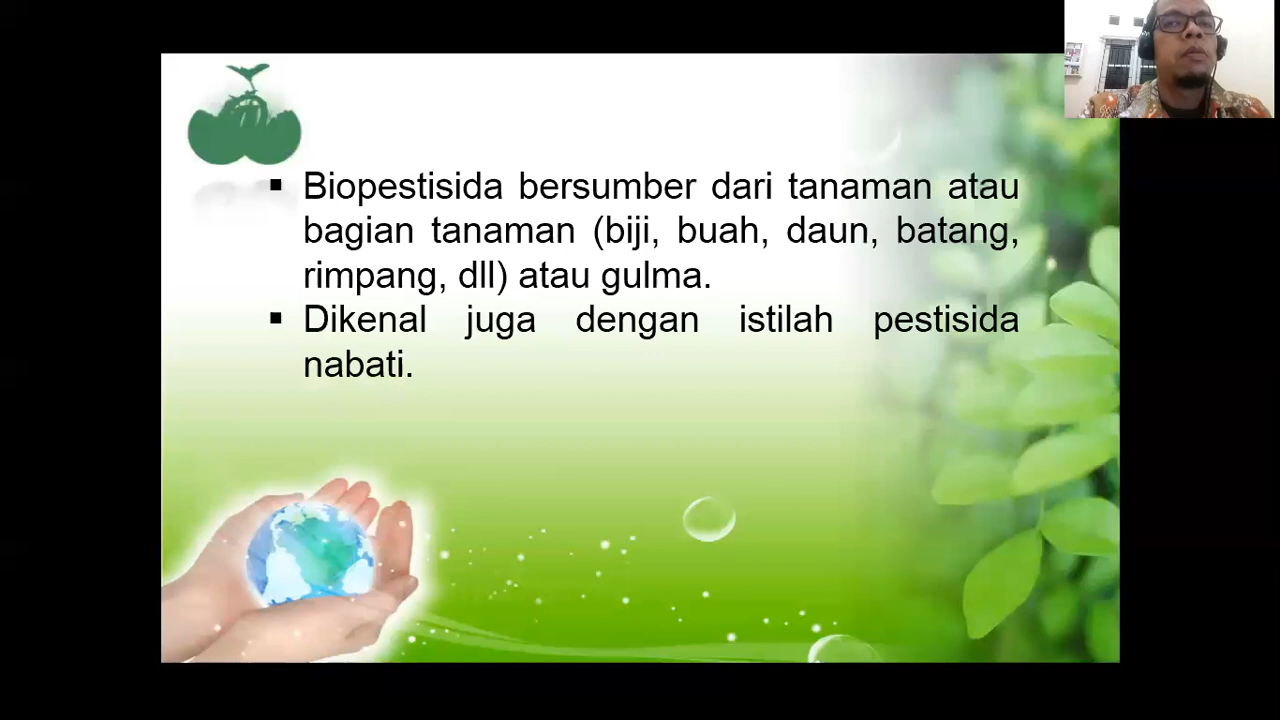 ▪ Biopestisida bersumber dari tanaman atau
bagian tanaman (biji, buah, daun, batang,
rimpang, dll) atau gulma.
▪ Dikenal juga dengan istilah pestisida
nabati.